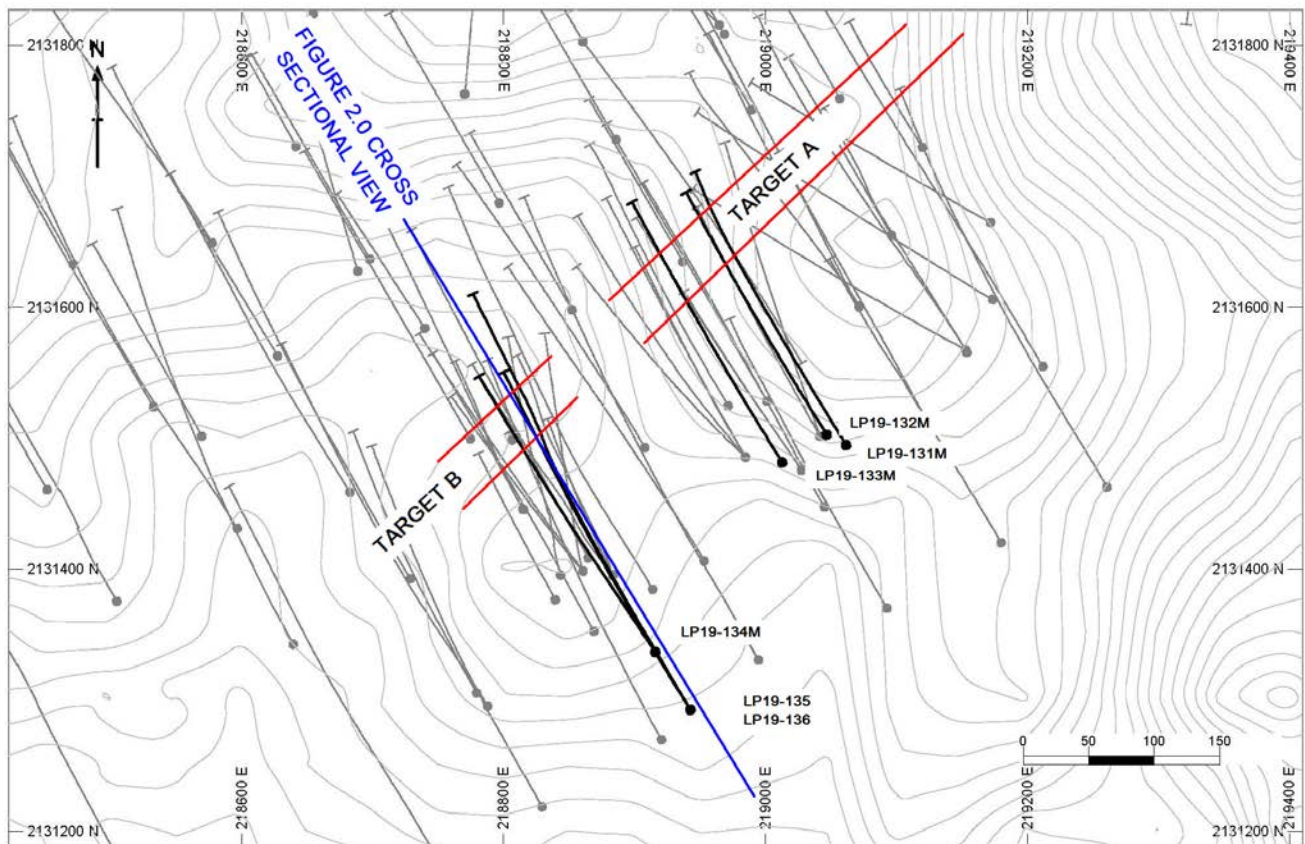 2131800 N
218600 E
218800 E
219000 E
219200 E
2131800 N
219400 E
N
FIGURE 2.0 CROSS
SECTIONAL VIEW
TARGET A
2131600 N
2131600 N
LP19-132M
LP19-131M
LP19-133M
TARGET B
2131400 N
2131400 N
LP19-134M
LP19-135
LP19-136
0 50 100 150
2131200 N
218600 E
218800 E
219000 E
219200 E
2131200 N
219400 E